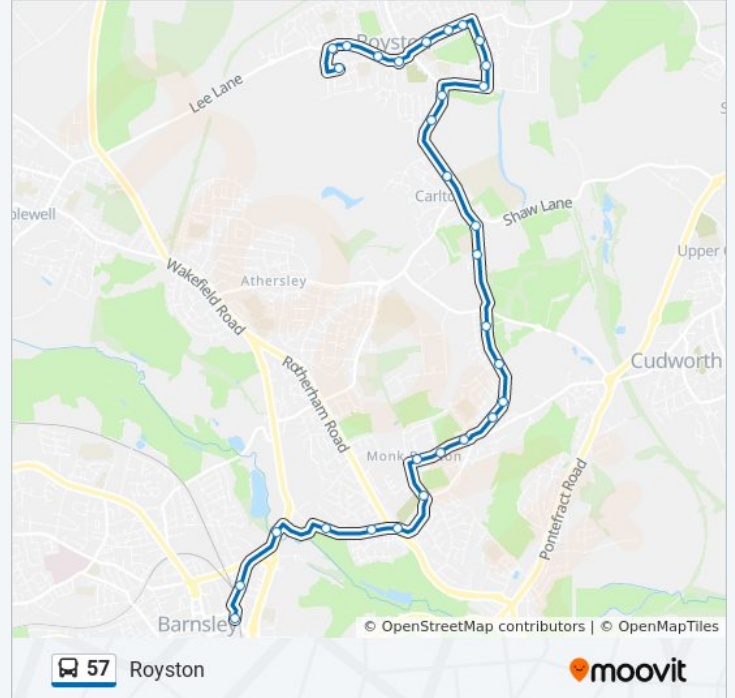 Royston
Lee Lane
Carlton
Shaw Lane
plewell
Upper
Wakefield Road
Athersley
Rotherham Road
Cudworth
Monk Bretton
Pontefract Road
Barnsley
© OpenStreetMap contributors | © OpenMapTiles
57 Royston
moovit